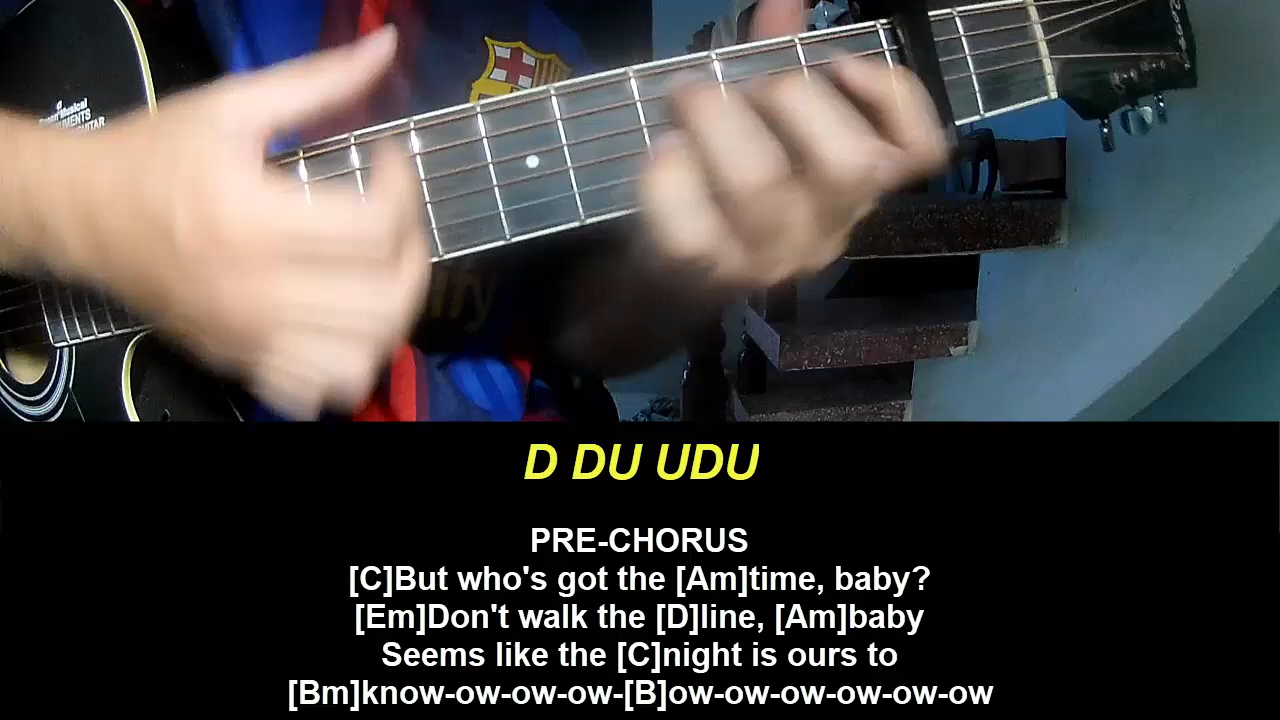 INSTRUMENTS
D DU UDU
PRE-CHORUS
[C]But who's got the [Am]time, baby?
[Em]Don't walk the [D]line, [Am]baby
Seems like the [C]night is ours to
[Bm]know-ow-ow-ow-[B]ow-ow-ow-ow-ow-ow